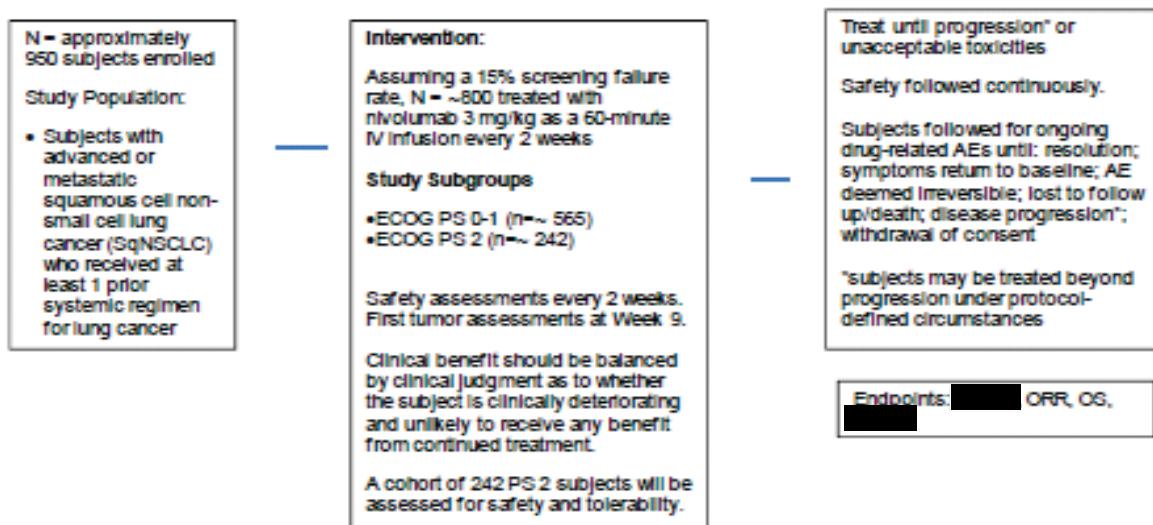 N = approximately
950 subjects enrolled
Study Population:
• Subjects with
advanced or
metastatic
squamous cell non-
small cell lung
cancer (SqNSCLC)
who received at
least 1 prior
systemic regimen
for lung cancer
Intervention:
Assuming a 15% screening failure
rate, N = ~800 treated with
nivolumab 3 mg/kg as a 60-minute
IV infusion every 2 weeks
Study Subgroups
•ECOG PS 0-1 (n=~ 565)
•ECOG PS 2 (n=~ 242)
Safety assessments every 2 weeks.
First tumor assessments at Week 9.
Clinical benefit should be balanced
by clinical judgment as to whether
the subject is clinically deteriorating
and unlikely to receive any benefit
from continued treatment.
A cohort of 242 PS 2 subjects will be
assessed for safety and tolerability.
Treat until progression* or
unacceptable toxicities
Safety followed continuously.
Subjects followed for ongoing
drug-related AEs until: resolution;
symptoms return to baseline; AE
deemed irreversible; lost to follow
up/death; disease progression*;
withdrawal of consent
*subjects may be treated beyond
progression under protocol-
defined circumstances
Endpoints: ORR, OS,